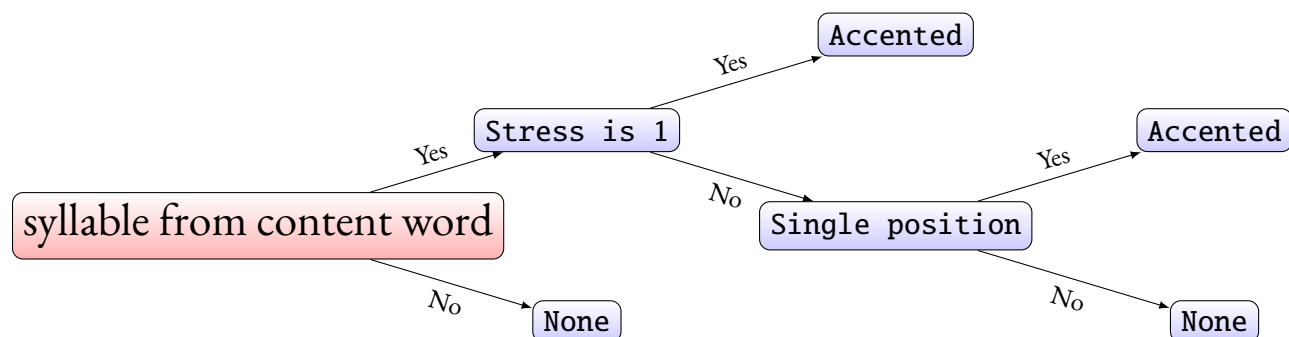 Accented
Yes
Stress is 1
Accented
Yes
Yes
No
syllable from content word
Single position
No
No
None
None